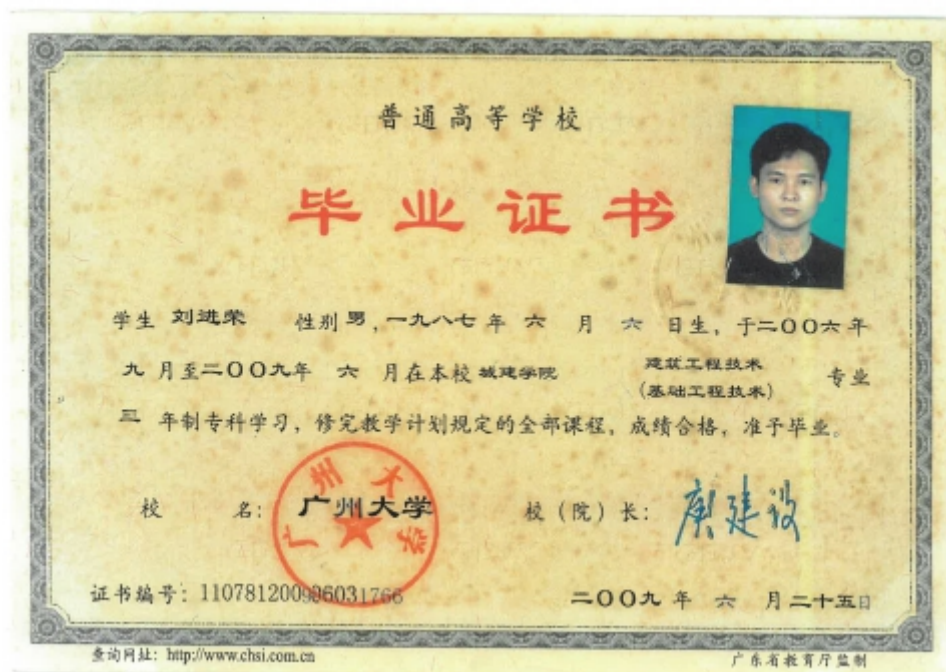 普通高等学校
毕业证书
学生 刘进荣 性别 男，一九八七 年 六 月 六 日生，于二〇〇六年
九 月至二〇〇九年 六 月在本校 城建学院 建筑工程技术（基础工程技术） 专业
三 年制专科学习，修完教学计划规定的全部课程，成绩合格，准予毕业。
校 名：广州大学 校（院）长：庾建设
广州大学
证书编号：110781200996031766 二〇〇九 年 六 月 二十五日
查询网址：http://www.chsi.com.cn 广东省教育厅监制